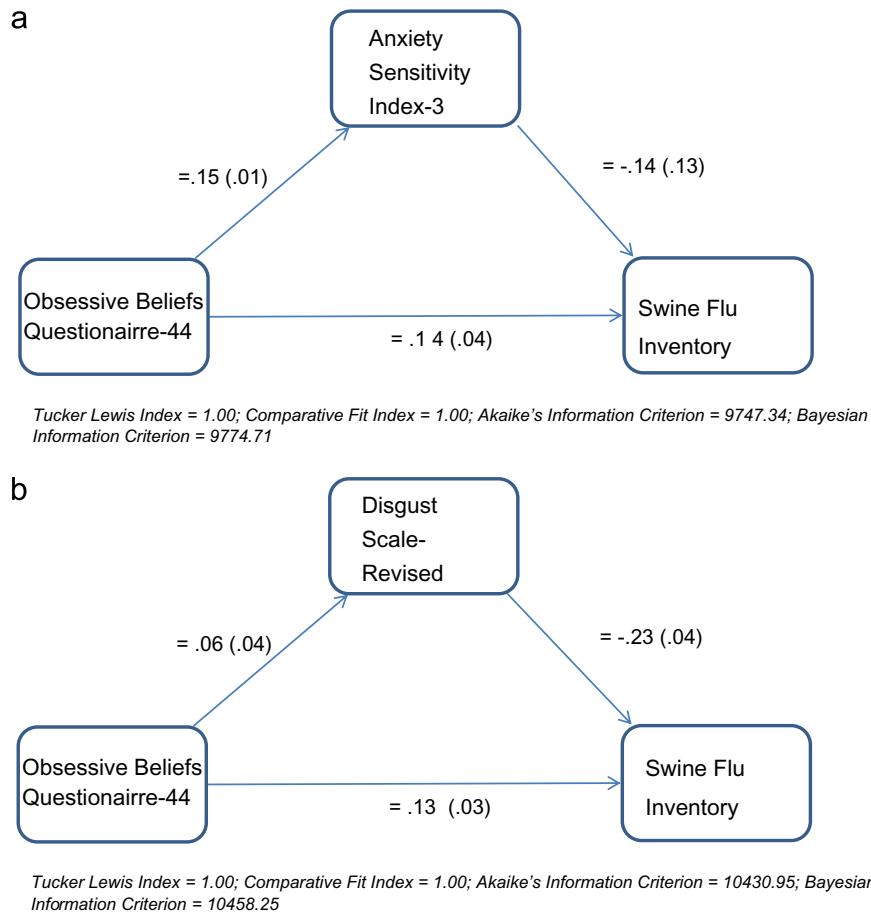 a
Anxiety
Sensitivity
Index-3
=.15 (.01)
= -.14 (.13)
Obsessive Beliefs
Questionairre-44
Swine Flu
Inventory
= .1 4 (.04)
Tucker Lewis Index = 1.00; Comparative Fit Index = 1.00; Akaike's Information Criterion = 9747.34; Bayesian
Information Criterion = 9774.71
b
Disgust
Scale-
Revised
= .06 (.04)
= -.23 (.04)
Obsessive Beliefs
Questionairre-44
Swine Flu
Inventory
= .13 (.03)
Tucker Lewis Index = 1.00; Comparative Fit Index = 1.00; Akaike's Information Criterion = 10430.95; Bayesian
Information Criterion = 10458.25